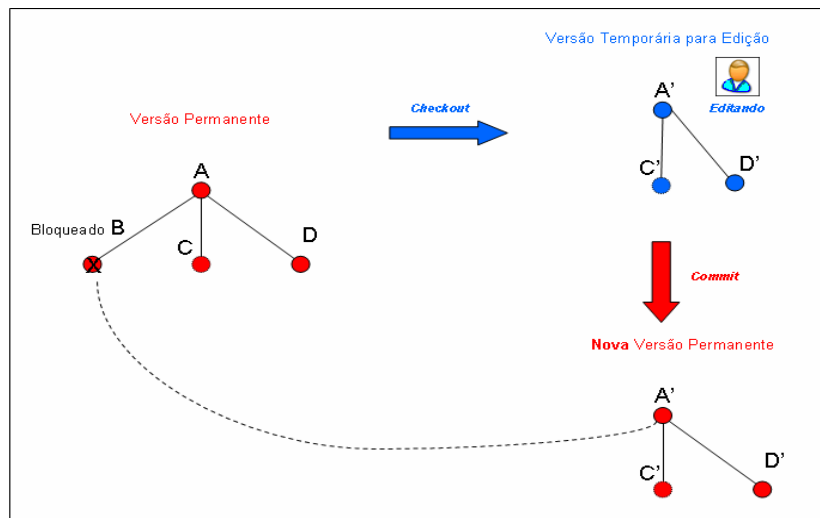 Versão Temporária para Edição
A'
Editando
Checkout
Versão Permanente
C'
D'
A
Bloqueado B
C
D
X
Commit
Nova Versão Permanente
A'
C'
D'